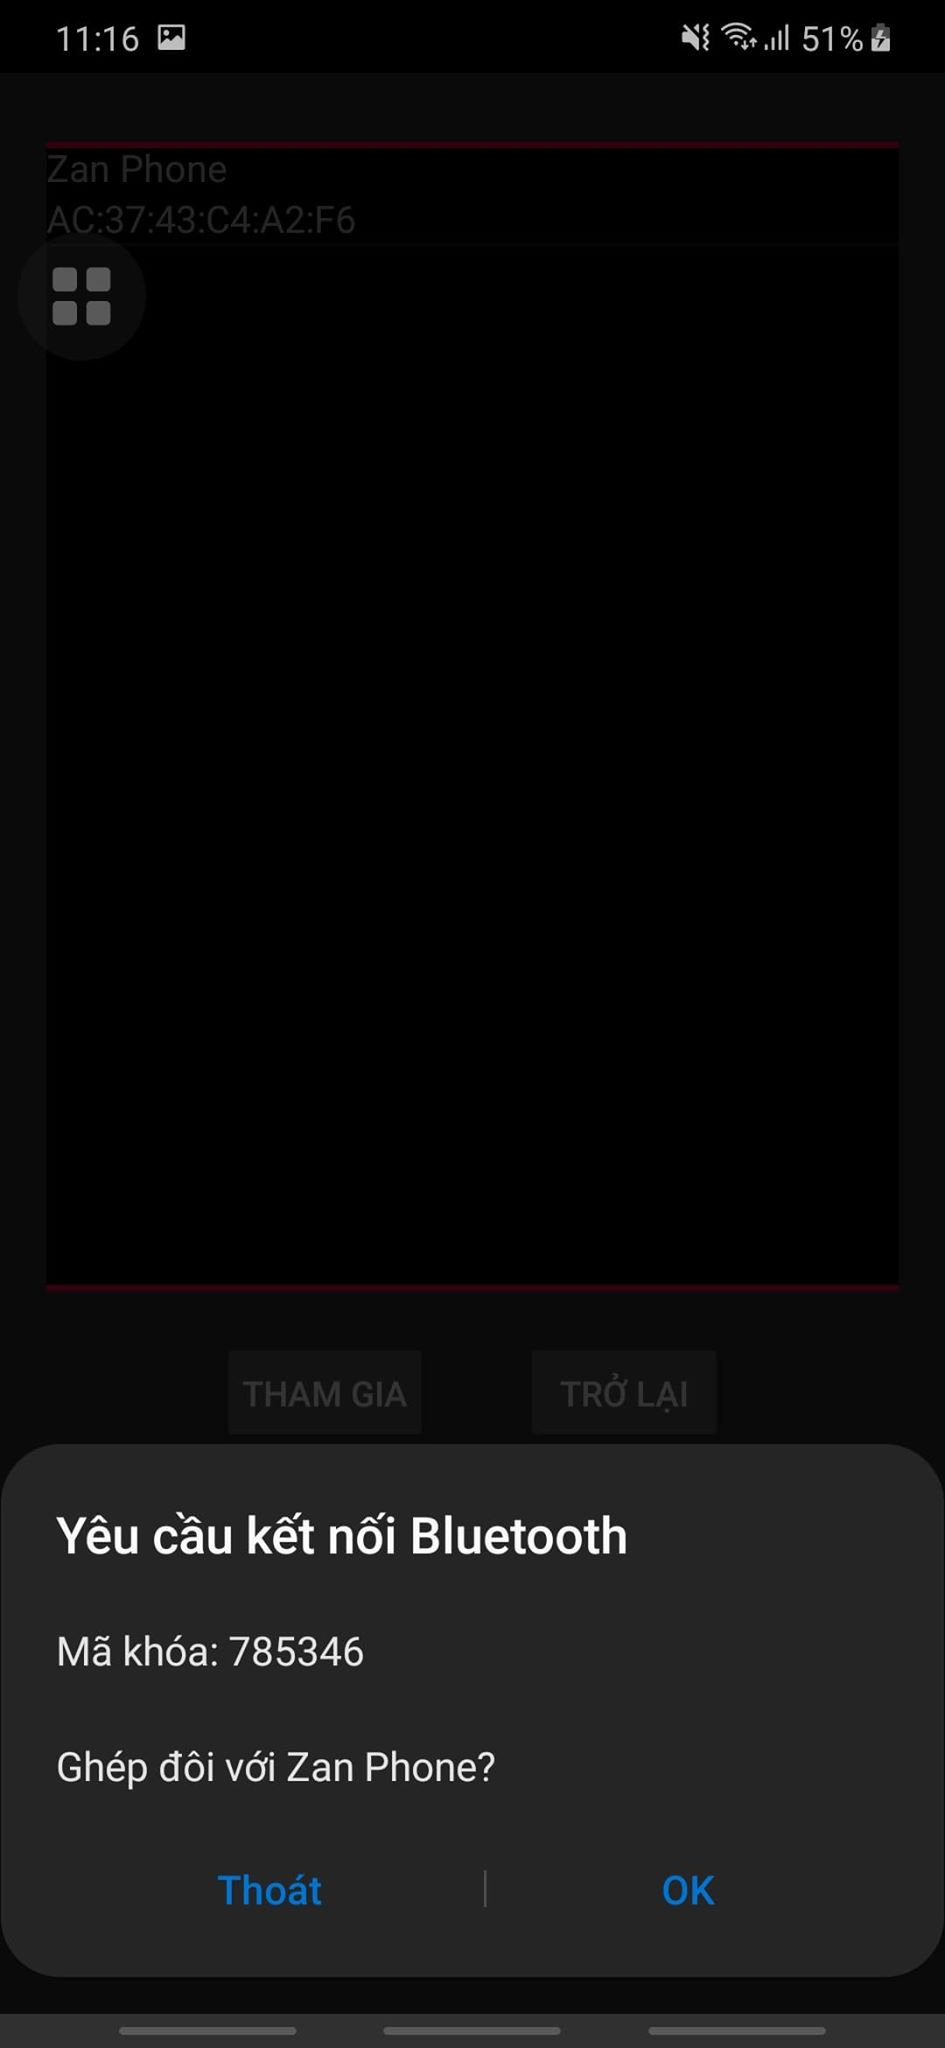 11:16
51%
Zan Phone
AC:37:43:C4:A2:F6
THAM GIA
TRỞ LẠI
Yêu cầu kết nối Bluetooth
Mã khóa: 785346
Ghép đôi với Zan Phone?
Thoát
OK